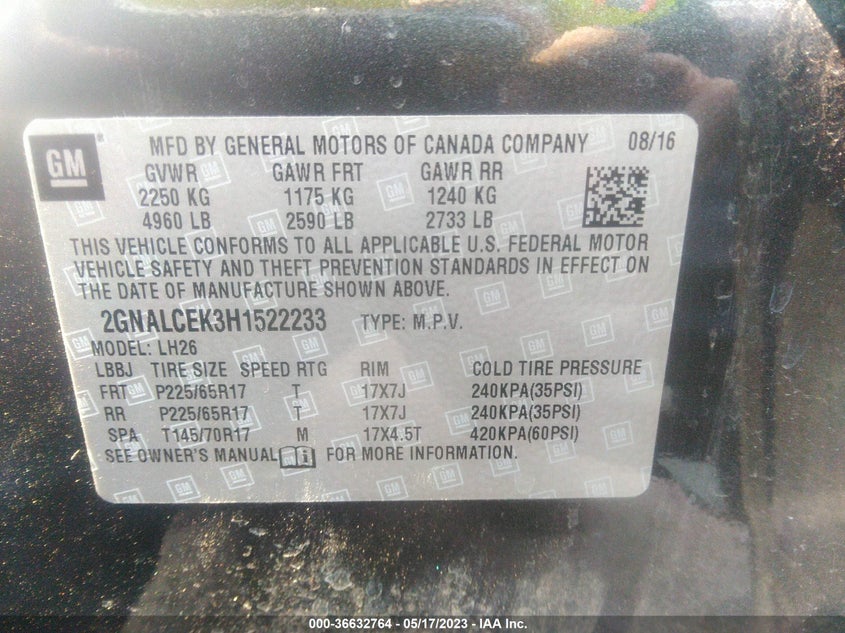 GM
MFD BY GENERAL MOTORS OF CANADA COMPANY 08/16
GVWR GAWR FRT GAWR RR
2250 KG 1175 KG 1240 KG
4960 LB 2590 LB 2733 LB
THIS VEHICLE CONFORMS TO ALL APPLICABLE U.S. FEDERAL MOTOR
VEHICLE SAFETY AND THEFT PREVENTION STANDARDS IN EFFECT ON
THE DATE OF MANUFACTURE SHOWN ABOVE.
2GNALCEK3H1522233 TYPE: M.P.V.
MODEL: LH26
LBBJ TIRE SIZE SPEED RTG RIM COLD TIRE PRESSURE
FRT P225/65R17 T 17X7J 240KPA(35PSI)
RR P225/65R17 T 17X7J 240KPA(35PSI)
SPA T145/70R17 M 17X4.5T 420KPA(60PSI)
SEE OWNER'S MANUAL FOR MORE INFORMATION.
000-36632764 - 05/17/2023 - IAA Inc.